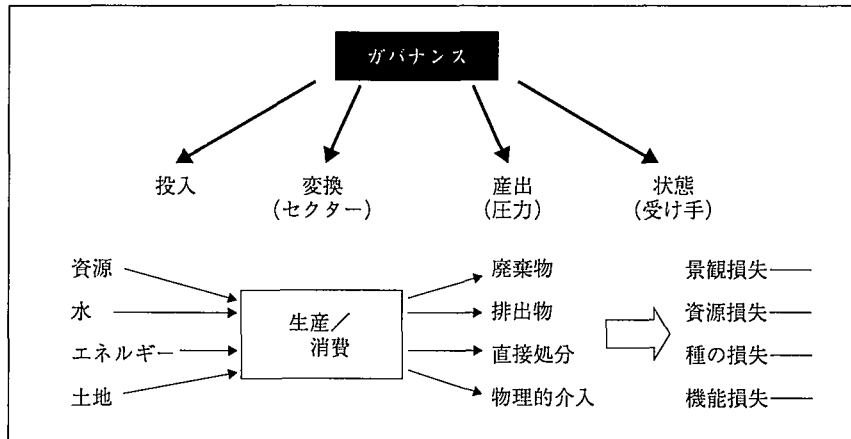 ガバナンス
投入
変換
(セクター)
産出
(圧力)
状態
(受け手)
資源
水
エネルギー
土地
生産／
消費
廃棄物
排出物
直接処分
物理的介入
景観損失
資源損失
種の損失
機能損失